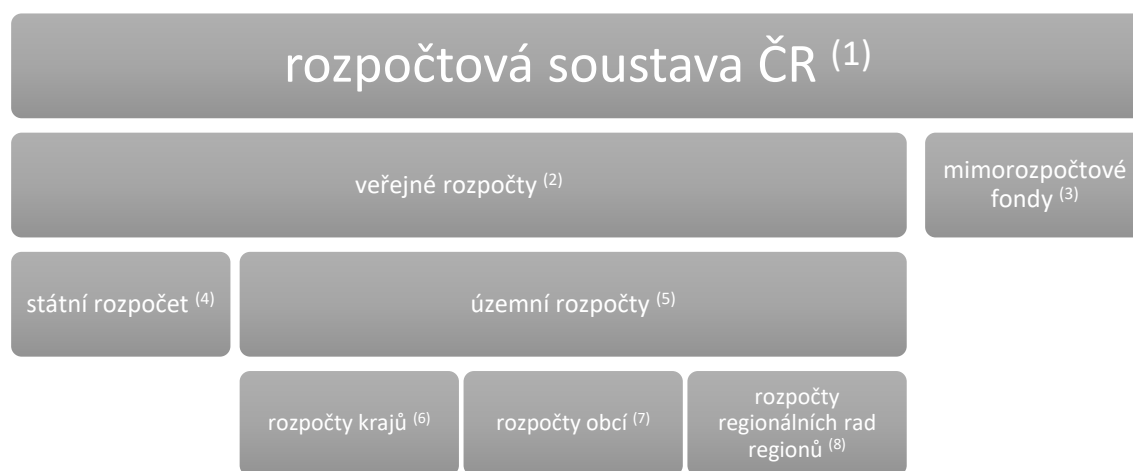 rozpočtová soustava ČR (1)
veřejné rozpočty (2)
mimorozpočtové
fondy (3)
státní rozpočet (4)
územní rozpočty (5)
rozpočty krajů (6)
rozpočty obcí (7)
rozpočty
regionálních rad
regionů (8)